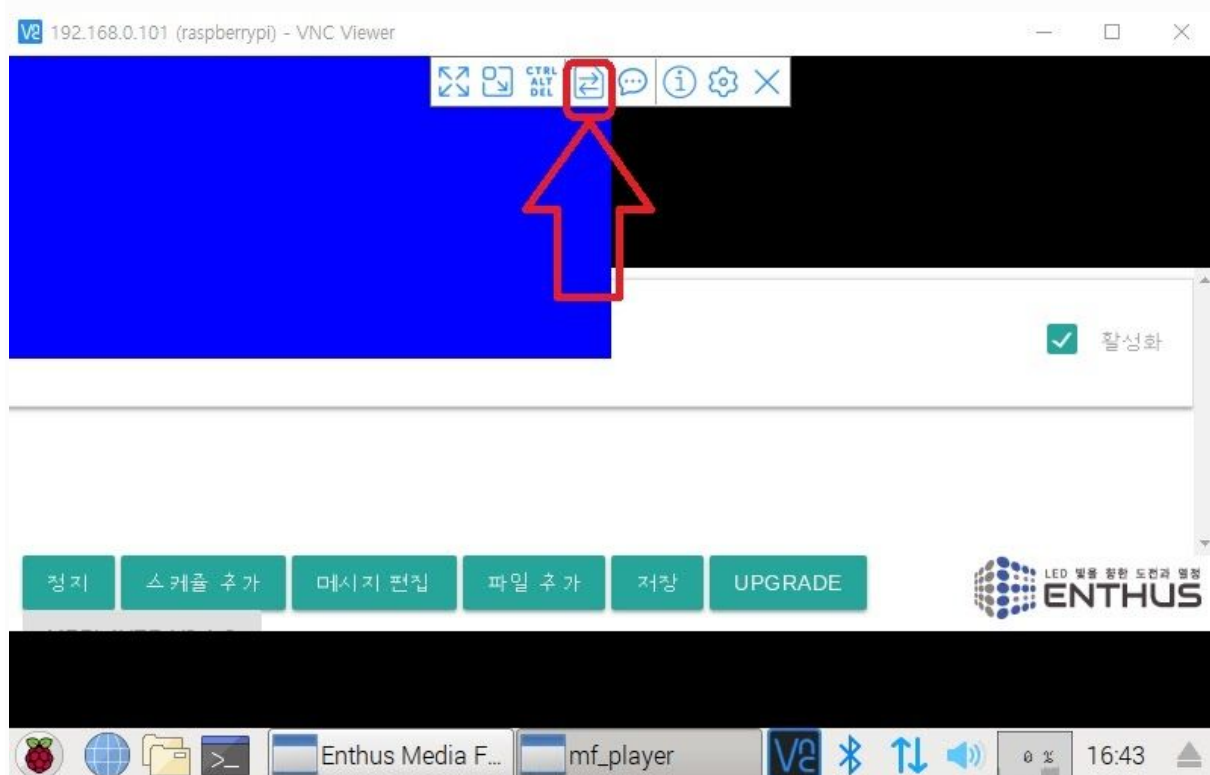 192.168.0.101 (raspberrypi) - VNC Viewer
CTRL
ALT
DEL
활성화
정지 스케쥴 추가 메시지 편집 파일 추가 저장 UPGRADE
LED 빛을 향한 도전과 열정
ENTHUS
Enthus Media F... mf_player 0 % 16:43